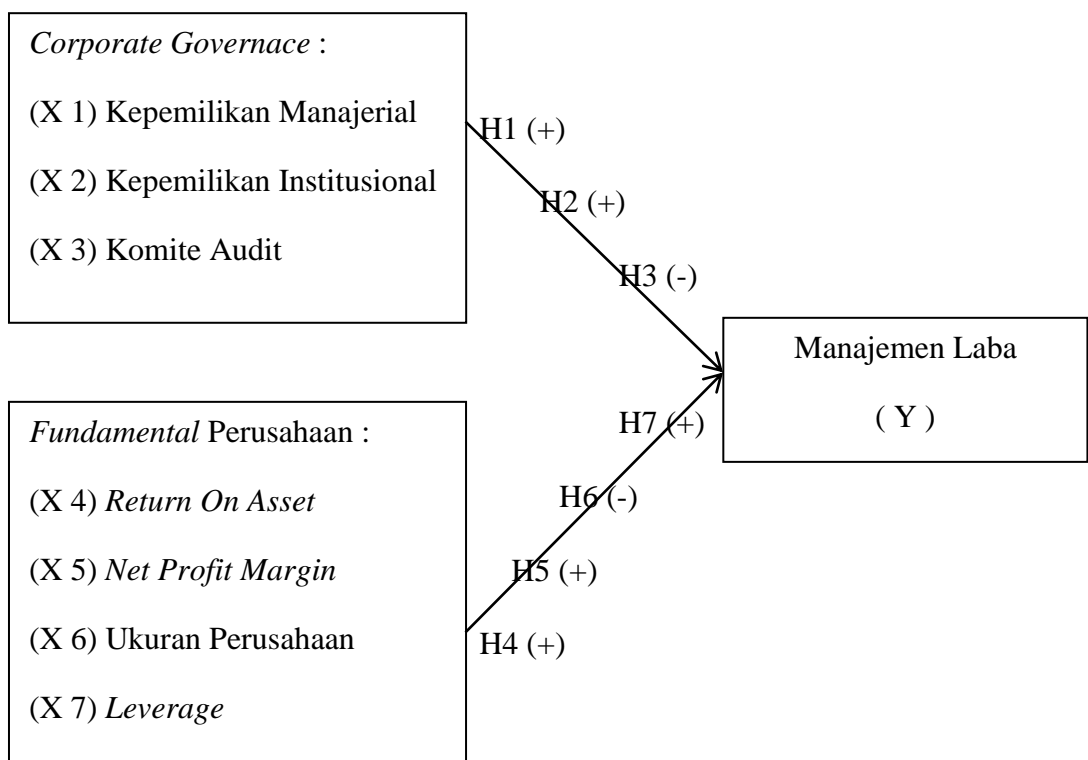 Corporate Governace :
(X 1) Kepemilikan Manajerial
(X 2) Kepemilikan Institusional
(X 3) Komite Audit
H1 (+)
H2 (+)
H3 (-)
Manajemen Laba
( Y )
Fundamental Perusahaan :
(X 4) Return On Asset
(X 5) Net Profit Margin
(X 6) Ukuran Perusahaan
(X 7) Leverage
H7 (+)
H6 (-)
H5 (+)
H4 (+)